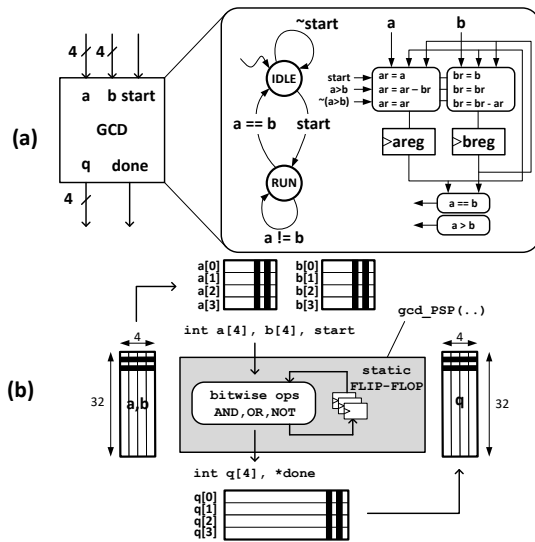 ~start
4
4
a b start
GCD
q done
4
(a)
IDLE
a == b
start
RUN
a != b
a
b
start
a>b
~(a>b)
ar = a
ar = ar - br
ar = ar
br = b
br = br
br = br - ar
areg
breg
a == b
a > b
a[0]
a[1]
a[2]
a[3]
b[0]
b[1]
b[2]
b[3]
int a[4], b[4], start
gcd_PSP(..)
(b)
4
32
a,b
static
FLIP-FLOP
bitwise ops
AND,OR,NOT
4
q
32
int q[4], *done
q[0]
q[1]
q[2]
q[3]